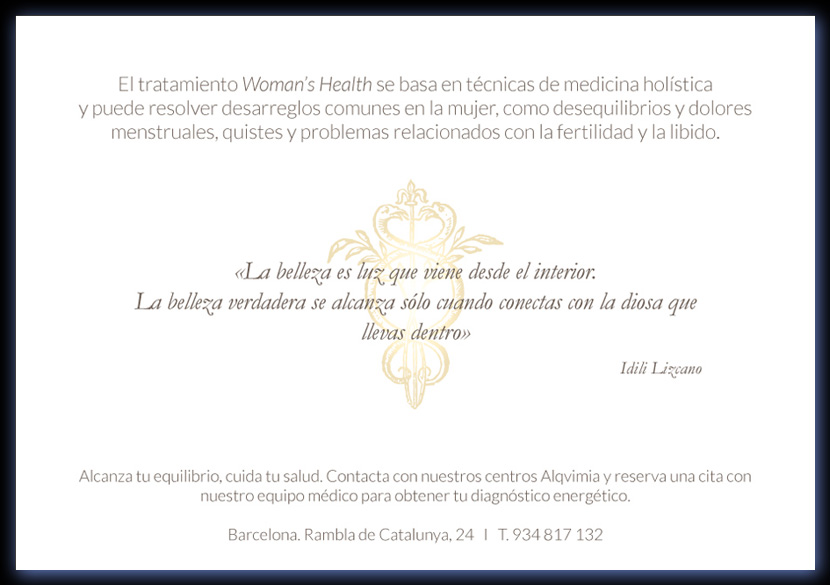 El tratamiento Woman's Health se basa en técnicas de medicina holística
y puede resolver desarreglos comunes en la mujer, como desequilibrios y dolores
menstruales, quistes y problemas relacionados con la fertilidad y la libido.
«La belleza es luz que viene desde el interior.
La belleza verdadera se alcanza sólo cuando conectas con la diosa que
llevas dentro»
Idili Lizcano
Alcanza tu equilibrio, cuida tu salud. Contacta con nuestros centros Alqvimia y reserva una cita con
nuestro equipo médico para obtener tu diagnóstico energético.
Barcelona. Rambla de Catalunya, 24 I T. 934 817 132